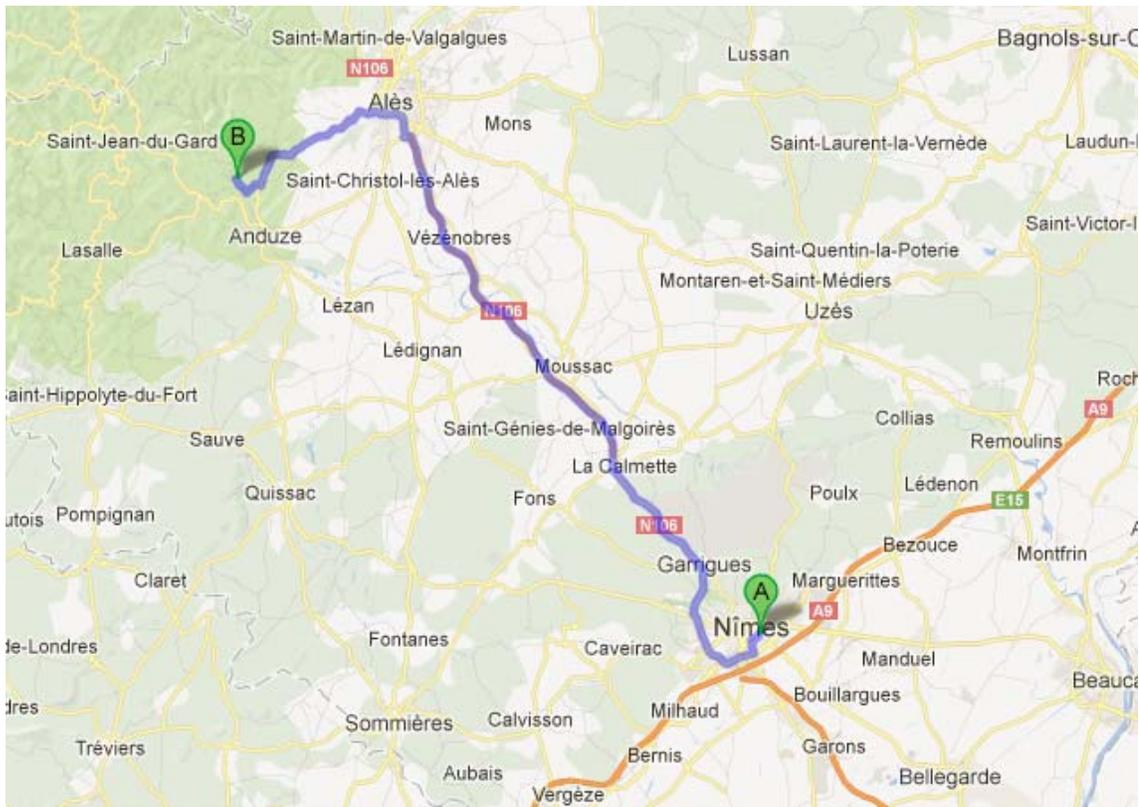 Saint-Martin-de-Valgalgues
Bagnols-sur-C
Lussan
N106
Alès
Mons
Saint-Jean-du-Gard
B
Saint-Laurent-la-Vernède
Laudun-l
Saint-Christol-lès-Alès
Saint-Victor-l
Anduze
Vézénobres
Lasalle
Saint-Quentin-la-Poterie
Montaren-et-Saint-Médiers
Lézan
N106
Uzès
Lédignan
Moussac
Roch
Saint-Hippolyte-du-Fort
A9
Collias
Saint-Génies-de-Malgoirès
Sauve
Remoulins
La Calmette
Quissac
Fons
Poulx
Lédenon
E15
utois
Pompignan
N106
Bezouce
Montfrin
A
Garrigues
Claret
Marguerittes
A
A9
Nîmes
de-Londres
Fontanes
Caveirac
Manduel
Beauca
Bouillargues
dres
Sommières
Calvisson
Milhaud
Tréviers
Bernis
Garons
Aubais
Bellegarde
Vergèze